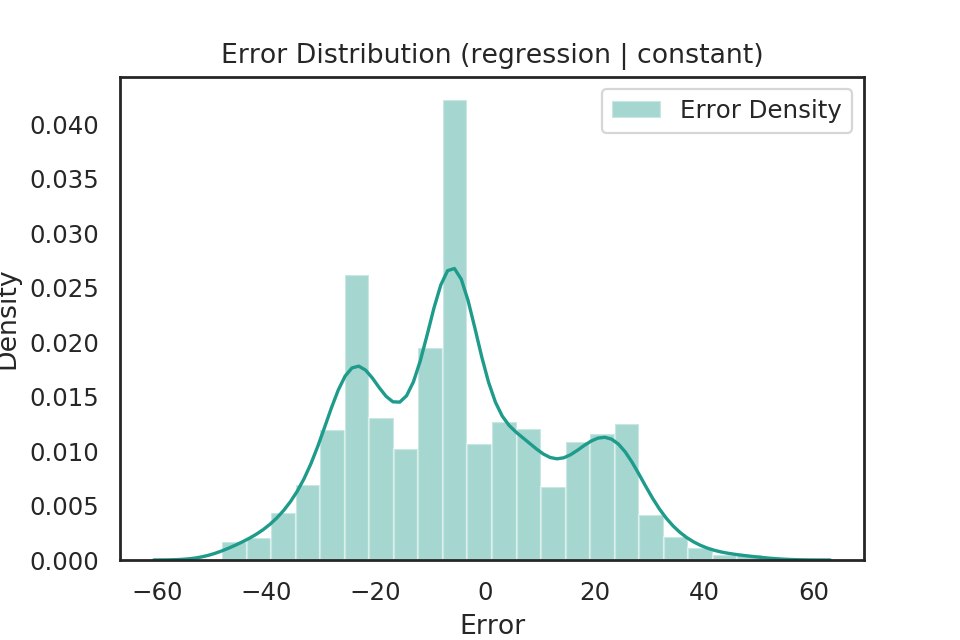 Error Distribution (regression | constant)
Error Density
0.040
0.035
0.030
0.025
0.020
0.015
0.010
0.005
0.000
Density
−60 −40 −20 0 20 40 60
Error